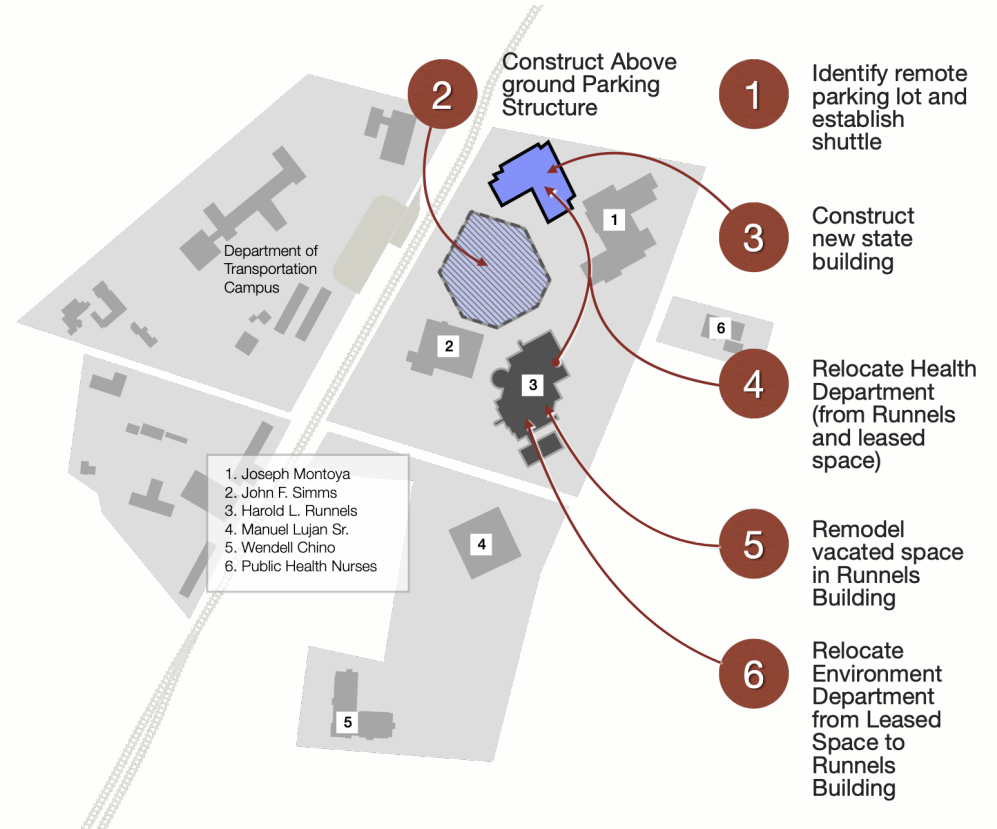 2
Construct Above
ground Parking
Structure
1
Identify remote
parking lot and
establish
shuttle
3
Construct
new state
building
4
Relocate Health
Department
(from Runnels
and leased
space)
5
Remodel
vacated space
in Runnels
Building
6
Relocate
Environment
Department
from Leased
Space to
Runnels
Building
Department of
Transportation
Campus
1
2
3
6
4
5
1. Joseph Montoya
2. John F. Simms
3. Harold L. Runnels
4. Manuel Lujan Sr.
5. Wendell Chino
6. Public Health Nurses